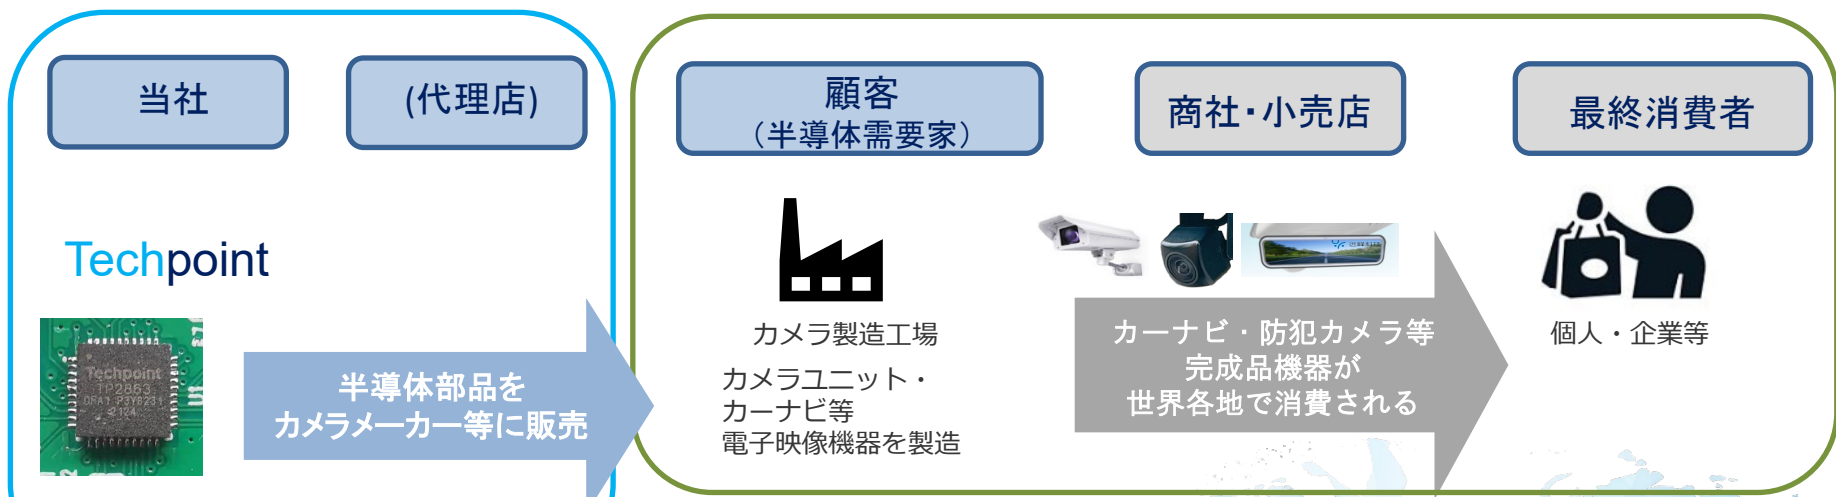 当社
(代理店)
顧客
（半導体需要家）
商社・小売店
最終消費者
Techpoint
Techpoint
TP2863
2124
半導体部品を
カメラメーカー等に販売
カメラ製造工場
カメラユニット・
カーナビ等
電子映像機器を製造
カーナビ・防犯カメラ等
完成品機器が
世界各地で消費される
個人・企業等